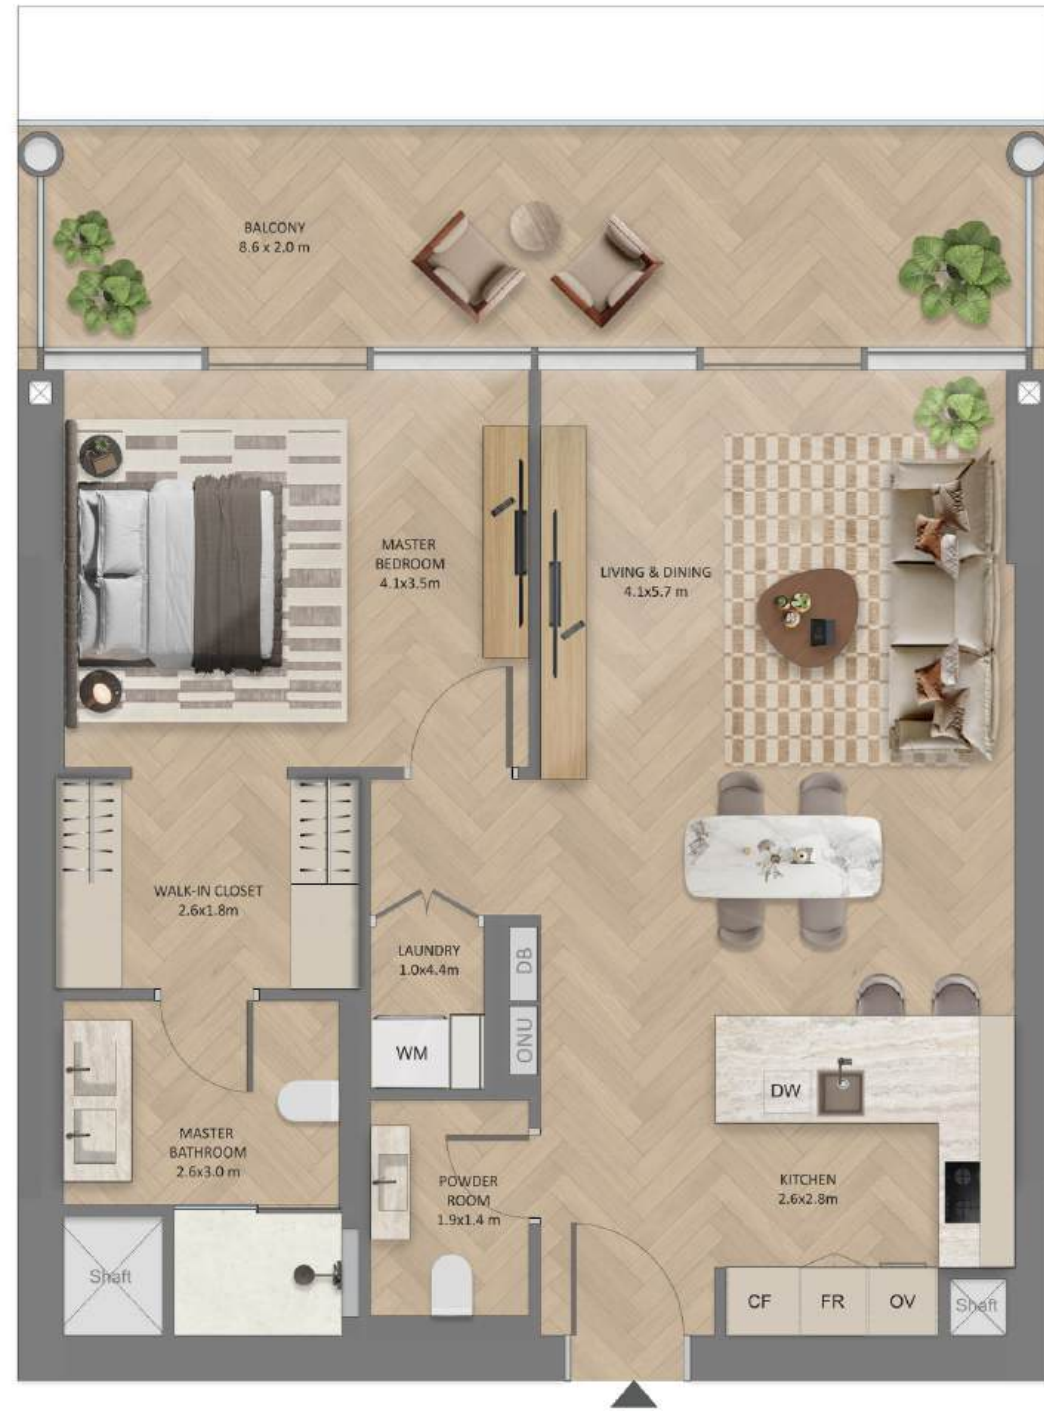 BALCONY
8.6 x 2.0 m
MASTER
BEDROOM
4.1x3.5m
LIVING & DINING
4.1x5.7 m
WALK-IN CLOSET
2.6x1.8m
LAUNDRY
1.0x4.4m
DB
ONU
WM
DW
MASTER
BATHROOM
2.6x3.0 m
POWDER
ROOM
1.9x1.4 m
KITCHEN
2.6x2.8m
Shaft
CF
FR
OV
Shaft